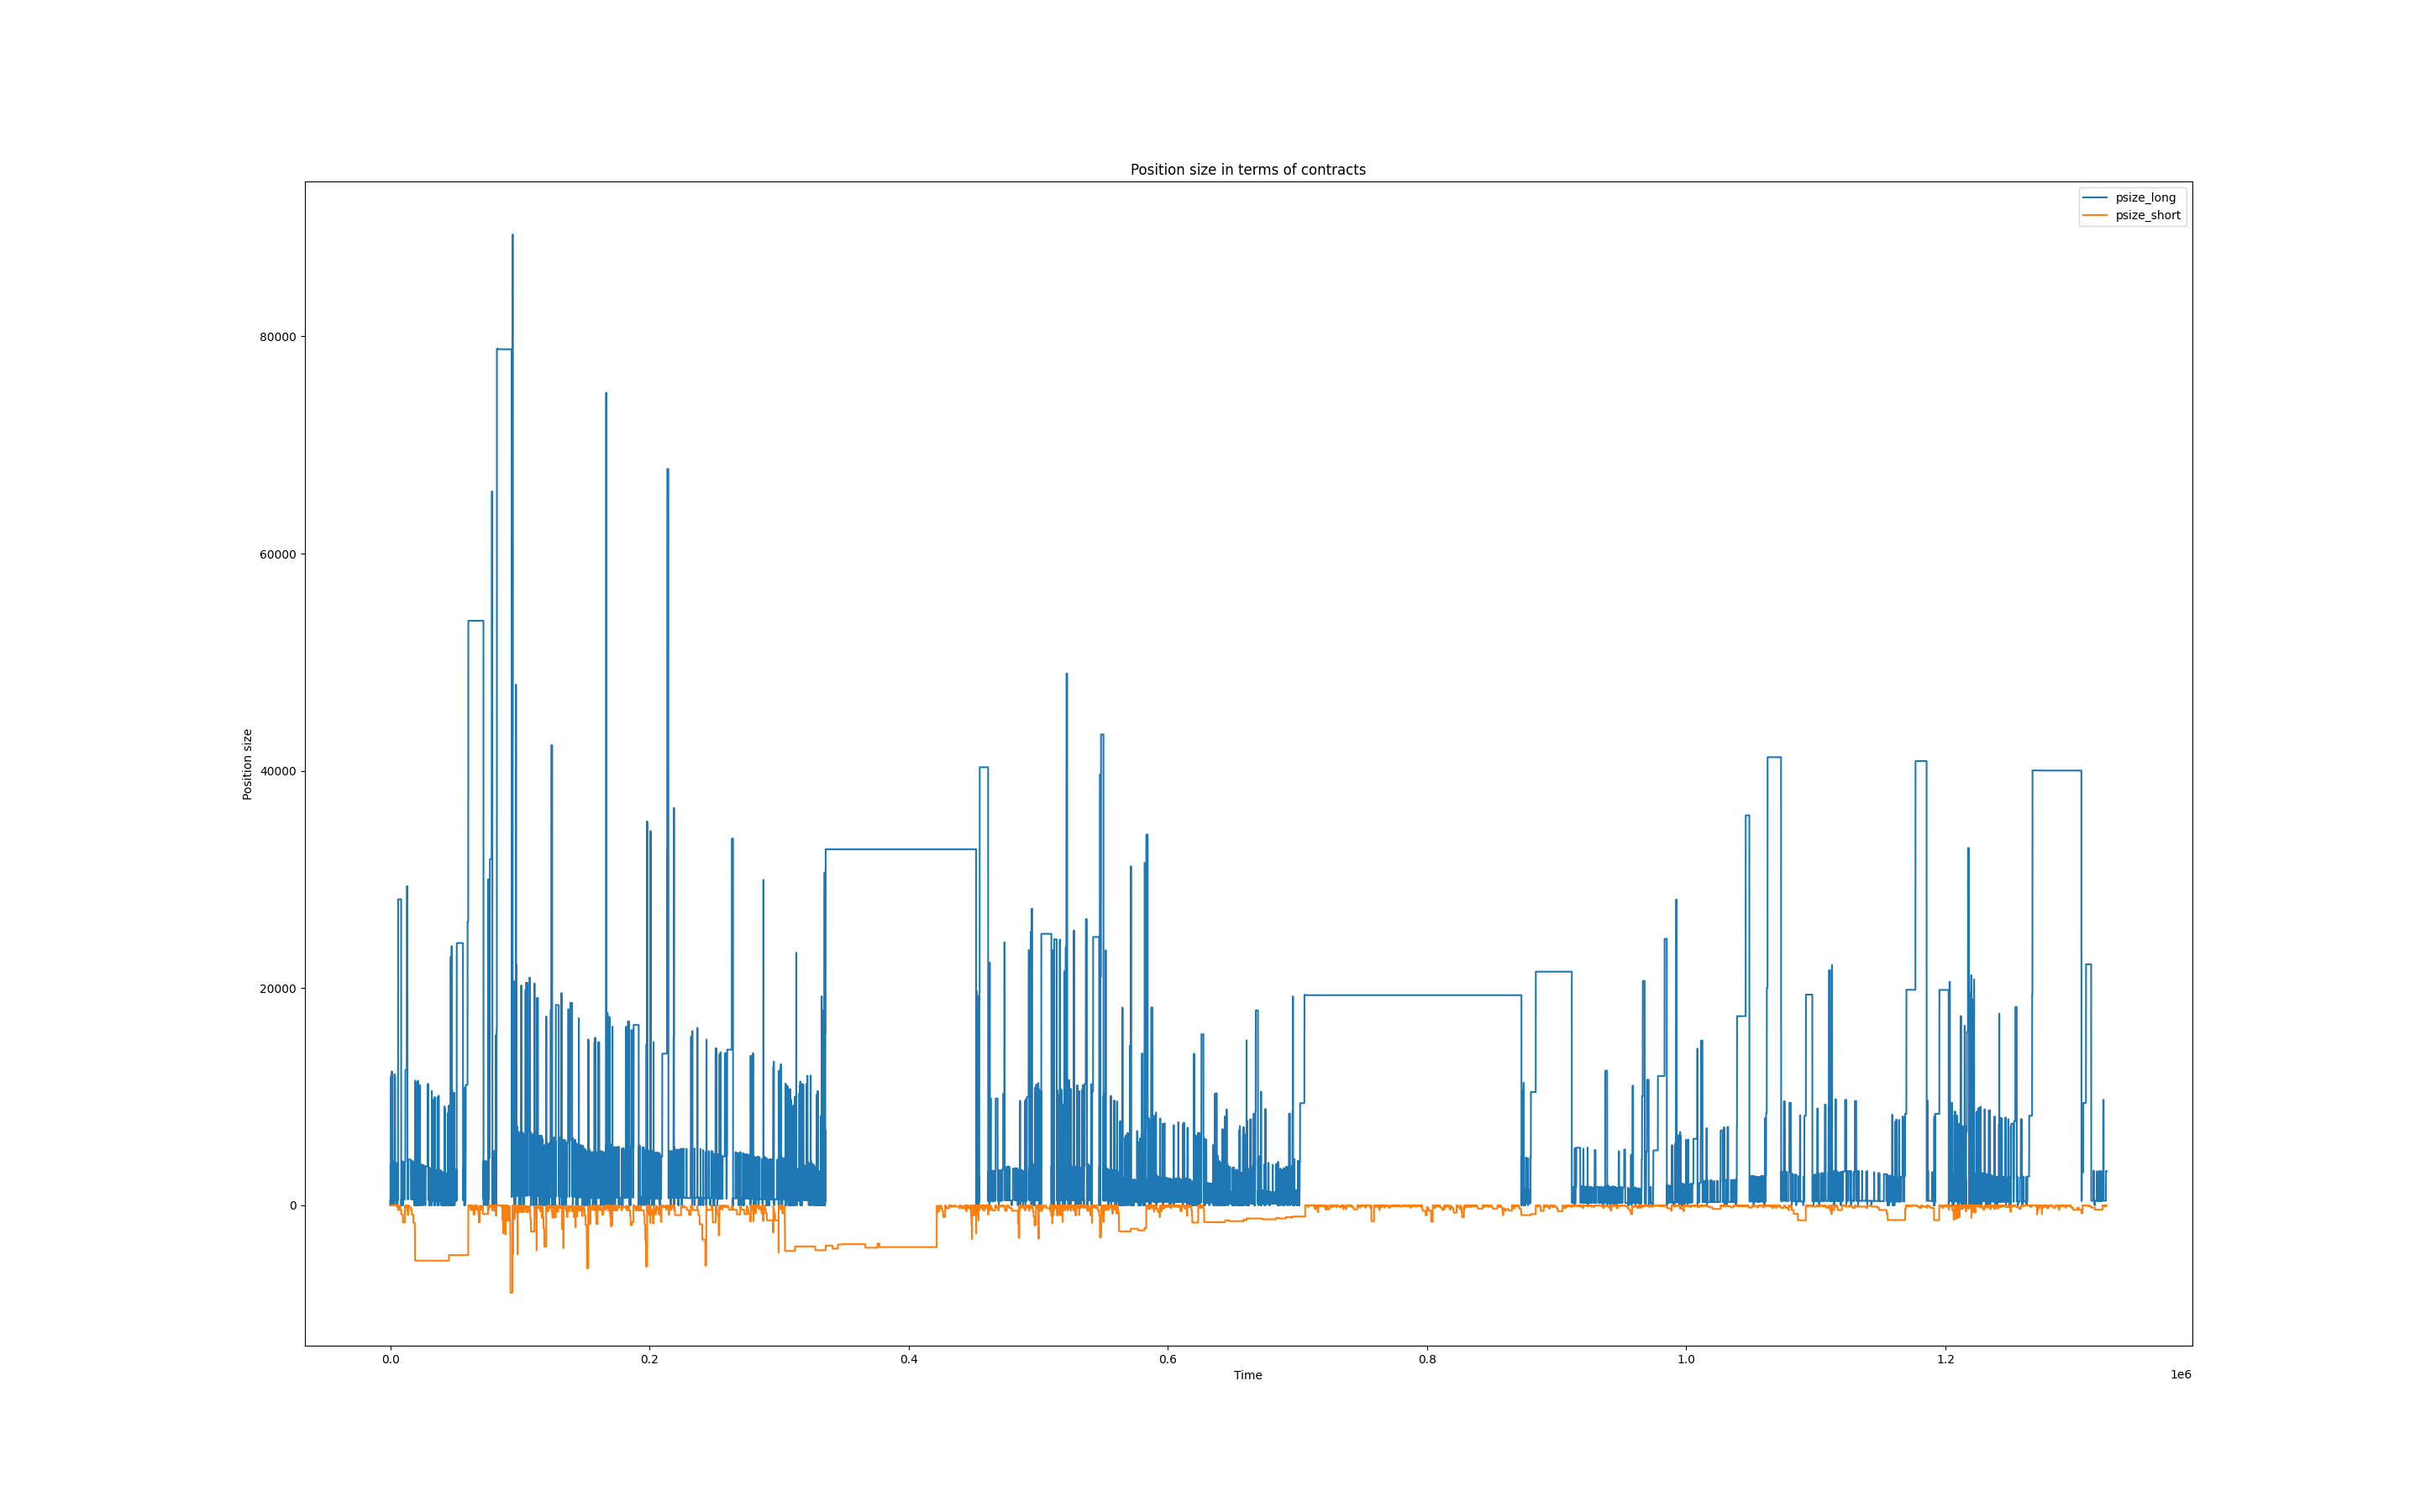 Position size in terms of contracts
psize_long
psize_short
80000
60000
40000
20000
0
Position size
0.0 0.2 0.4 0.6 0.8 1.0 1.2
Time
1e6